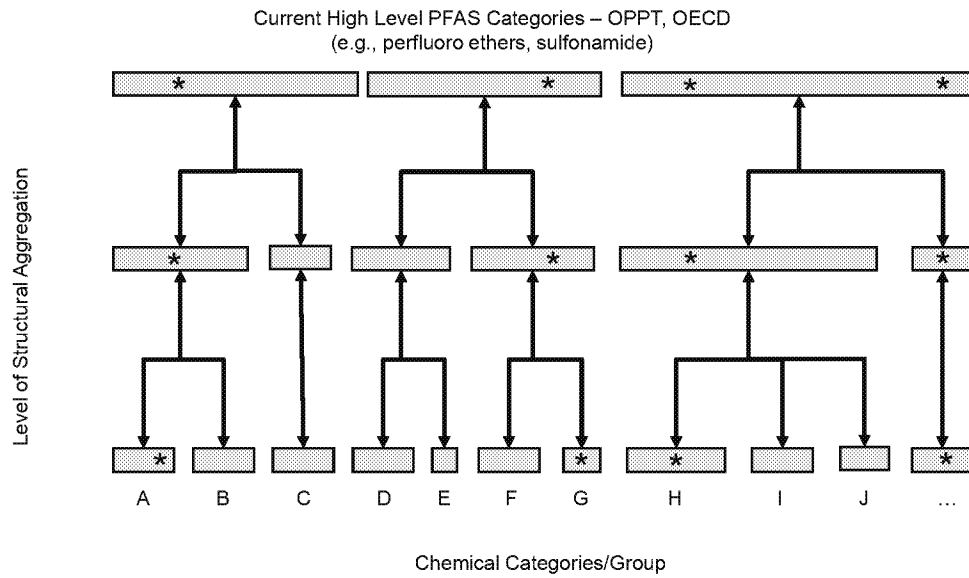 Current High Level PFAS Categories – OPPT, OECD
(e.g., perfluoro ethers, sulfonamide)
* * * *
Level of Structural Aggregation
* * * *
* * * *
A B C D E F G H I J ...
Chemical Categories/Group